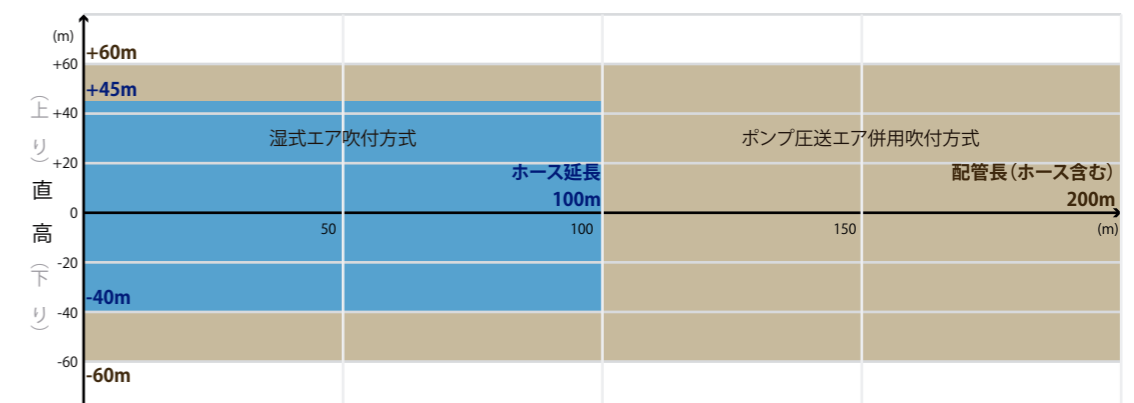 (m)
+60m
+60
+45m
+40
湿式エア吹付方式
ポンプ圧送エア併用吹付方式
+20
ホース延長
100m
配管長（ホース含む）
200m
（上り）直高（下り）
0
50
100
150
(m)
-20
-40m
-40
-60
-60m